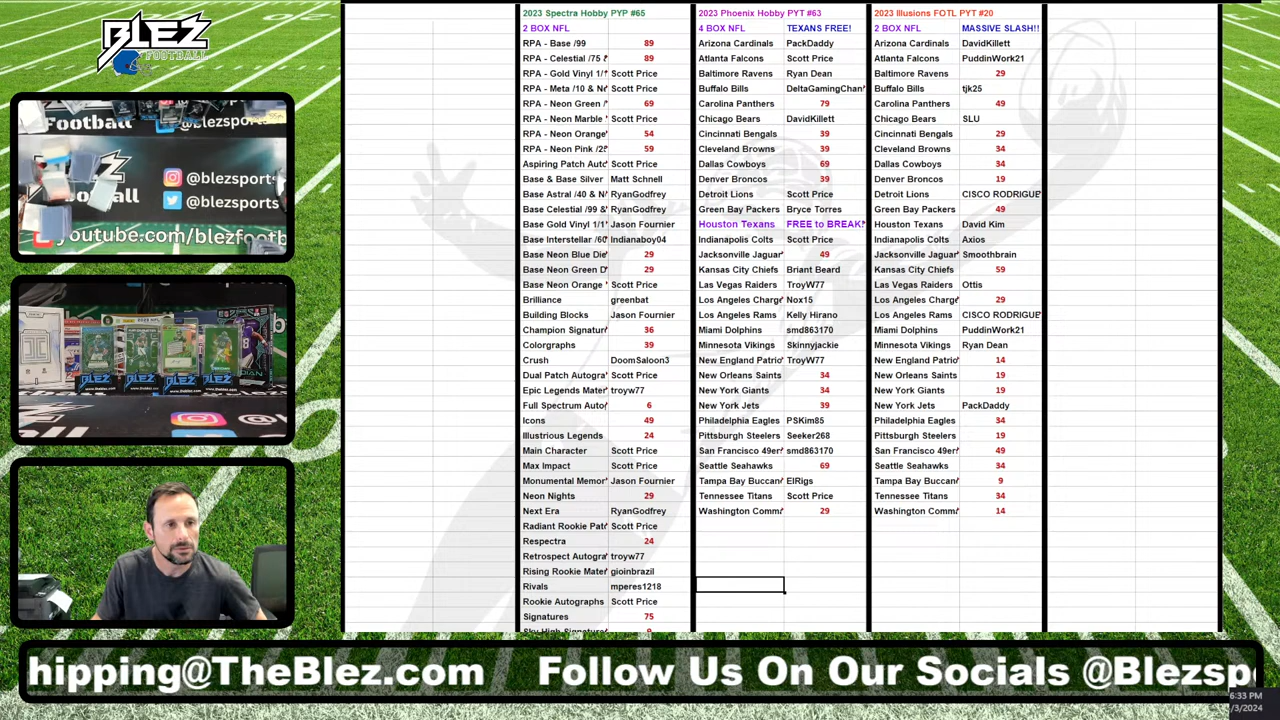 BLEZ
FOOTBALL
Football
@blezsports
@blezsports
youtube.com/blezfootb
BLEZ
BLEZ
BLEZ
2023 Spectra Hobby PYP #65
2 BOX NFL
RPA - Base /99 89
RPA - Celestial /75 89
RPA - Gold Vinyl 1/ Scott Price
RPA - Meta /10 & Ne Scott Price
RPA - Neon Green / 69
RPA - Neon Marble Scott Price
RPA - Neon Orange 54
RPA - Neon Pink /25 59
Aspiring Patch Auto Scott Price
Base & Base Silver Matt Schnell
Base Astral /40 & N RyanGodfrey
Base Celestial /99 & RyanGodfrey
Base Gold Vinyl 1/1 Jason Fournier
Base Interstellar /60 Indianaboy04
Base Neon Blue Die 29
Base Neon Green D 29
Base Neon Orange Scott Price
Brilliance greenbat
Building Blocks Jason Fournier
Champion Signatur 36
Colorgraphs 39
Crush DoomSaloon3
Dual Patch Autogra Scott Price
Epic Legends Mater troyw77
Full Spectrum Auto 6
Icons 49
Illustrious Legends 24
Main Character Scott Price
Max Impact Scott Price
Monumental Memor Jason Fournier
Neon Nights 29
Next Era RyanGodfrey
Radiant Rookie Pat Scott Price
Respectra 24
Retrospect Autogra troyw77
Rising Rookie Mater gioinbrazil
Rivals mperes1218
Rookie Autographs Scott Price
Signatures 75
Sky High Signatur 9
2023 Phoenix Hobby PYT #63
4 BOX NFL TEXANS FREE!
Arizona Cardinals PackDaddy
Atlanta Falcons Scott Price
Baltimore Ravens Ryan Dean
Buffalo Bills DeltaGamingChan
Carolina Panthers 79
Chicago Bears DavidKillett
Cincinnati Bengals 39
Cleveland Browns 39
Dallas Cowboys 69
Denver Broncos 39
Detroit Lions Scott Price
Green Bay Packers Bryce Torres
Houston Texans FREE to BREAK!
Indianapolis Colts Scott Price
Jacksonville Jaguar 49
Kansas City Chiefs Briant Beard
Las Vegas Raiders TroyW77
Los Angeles Charge Nox15
Los Angeles Rams Kelly Hirano
Miami Dolphins smd863170
Minnesota Vikings Skinnyjackie
New England Patrio TroyW77
New Orleans Saints 34
New York Giants 34
New York Jets 39
Philadelphia Eagles PSKim85
Pittsburgh Steelers Seeker268
San Francisco 49er smd863170
Seattle Seahawks 69
Tampa Bay Buccan ElRigs
Tennessee Titans Scott Price
Washington Comm 29
2023 Illusions FOTL PYT #20
2 BOX NFL MASSIVE SLASH!!
Arizona Cardinals DavidKillett
Atlanta Falcons PuddinWork21
Baltimore Ravens 29
Buffalo Bills tjk25
Carolina Panthers 49
Chicago Bears SLU
Cincinnati Bengals 29
Cleveland Browns 34
Dallas Cowboys 34
Denver Broncos 19
Detroit Lions CISCO RODRIGUE
Green Bay Packers 49
Houston Texans David Kim
Indianapolis Colts Axios
Jacksonville Jaguar Smoothbrain
Kansas City Chiefs 59
Las Vegas Raiders Ottis
Los Angeles Charge 29
Los Angeles Rams CISCO RODRIGUE
Miami Dolphins PuddinWork21
Minnesota Vikings Ryan Dean
New England Patrio 14
New Orleans Saints 19
New York Giants 19
New York Jets PackDaddy
Philadelphia Eagles 34
Pittsburgh Steelers 19
San Francisco 49er 49
Seattle Seahawks 34
Tampa Bay Buccan 9
Tennessee Titans 34
Washington Comm 14
hipping@TheBlez.com Follow Us On Our Socials @Blezsp
6:33 PM
/3/2024